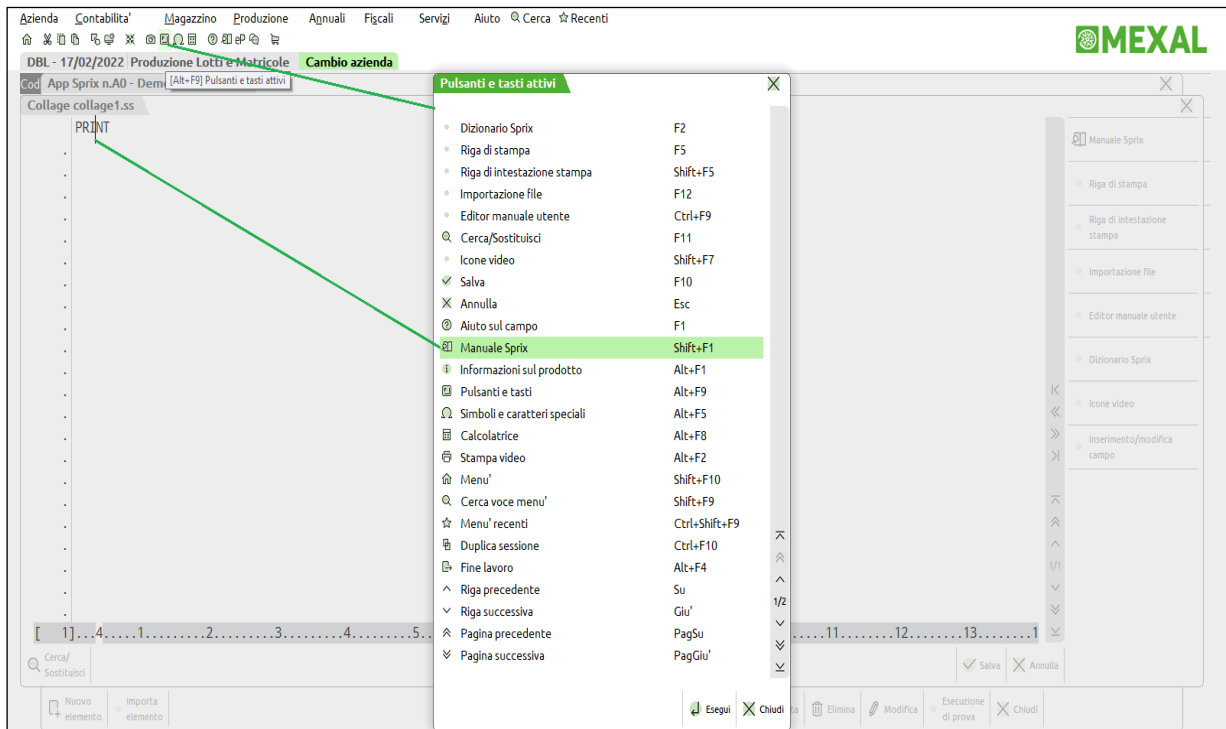 Azienda Contabilita' Magazzino Produzione Annuali Fiscali Servizi Aiuto Cerca Recenti
MEXAL
DBL - 17/02/2022 Produzione Lotti e Matricole Cambio azienda
Cod App Sprix n.A0 - Dem
[Alt+F9] Pulsanti e tasti attivi
Pulsanti e tasti attivi
Collage collage1.ss
PRINT
Dizionario Sprix F2
Riga di stampa F5
Riga di intestazione stampa Shift+F5
Importazione file F12
Editor manuale utente Ctrl+F9
Cerca/Sostituisci F11
Icone video Shift+F7
Salva F10
Annulla Esc
Aiuto sul campo F1
Manuale Sprix Shift+F1
Informazioni sul prodotto Alt+F1
Pulsanti e tasti Alt+F9
Simboli e caratteri speciali Alt+F5
Calcolatrice Alt+F8
Stampa video Alt+F2
Menu' Shift+F10
Cerca voce menu' Shift+F9
Menu' recenti Ctrl+Shift+F9
Duplica sessione Ctrl+F10
Fine lavoro Alt+F4
Riga precedente Su
Riga successiva Giu'
Pagina precedente PagSu
Pagina successiva PagGiu'
1/2
Esegui Chiudi
Manuale Sprix
Riga di stampa
Riga di intestazione
stampa
Importazione file
Editor manuale utente
Dizionario Sprix
Icone video
Inserimento/modifica
campo
1/1
[ 1]...4.....1.........2.........3.........4.........5.. .....11........12........13........1
Cerca/
Sostituisci
Salva Annulla
Nuovo
elemento
Importa
elemento
ta Elimina Modifica
Esecuzione
di prova
Chiudi